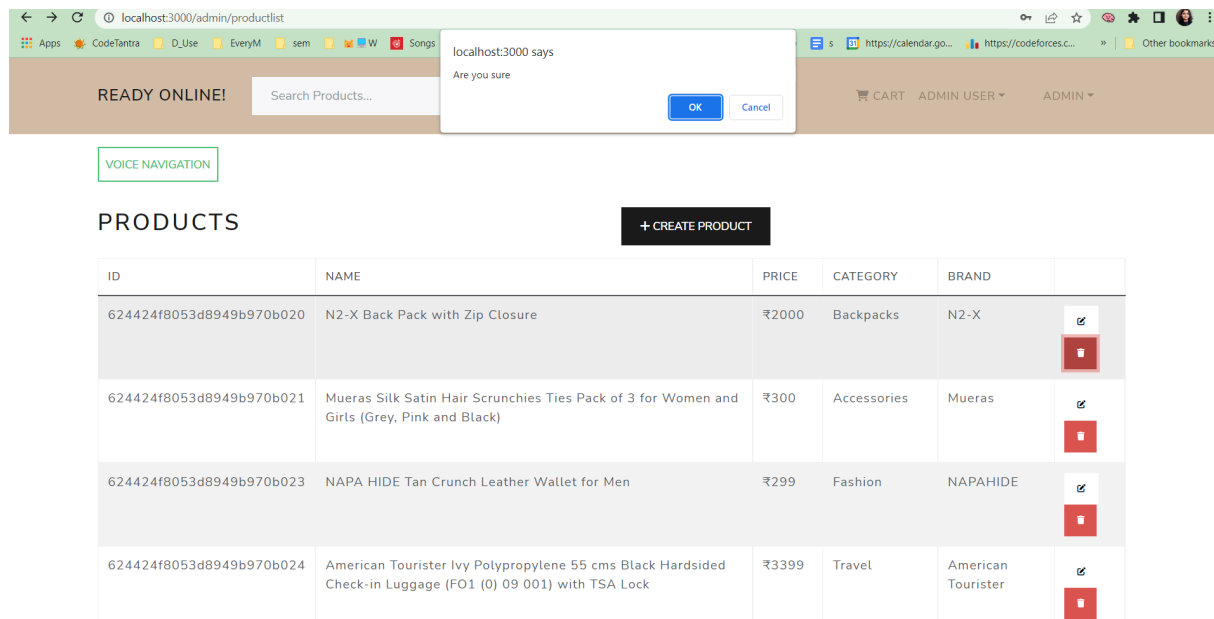 localhost:3000/admin/productlist
Apps CodeTantra D_Use EveryM sem W Songs s https://calendar.go... https://codeforces.c... » Other bookmarks
localhost:3000 says
Are you sure
OK Cancel
READY ONLINE! Search Products... CART ADMIN USER ADMIN
VOICE NAVIGATION
PRODUCTS + CREATE PRODUCT
ID NAME PRICE CATEGORY BRAND
624424f8053d8949b970b020 N2-X Back Pack with Zip Closure ₹2000 Backpacks N2-X
624424f8053d8949b970b021 Mueras Silk Satin Hair Scrunchies Ties Pack of 3 for Women and ₹300 Accessories Mueras
Girls (Grey, Pink and Black)
624424f8053d8949b970b023 NAPA HIDE Tan Crunch Leather Wallet for Men ₹299 Fashion NAPAHIDE
624424f8053d8949b970b024 American Tourister Ivy Polypropylene 55 cms Black Hardsided ₹3399 Travel American
Check-in Luggage (FO1 (0) 09 001) with TSA Lock Tourister